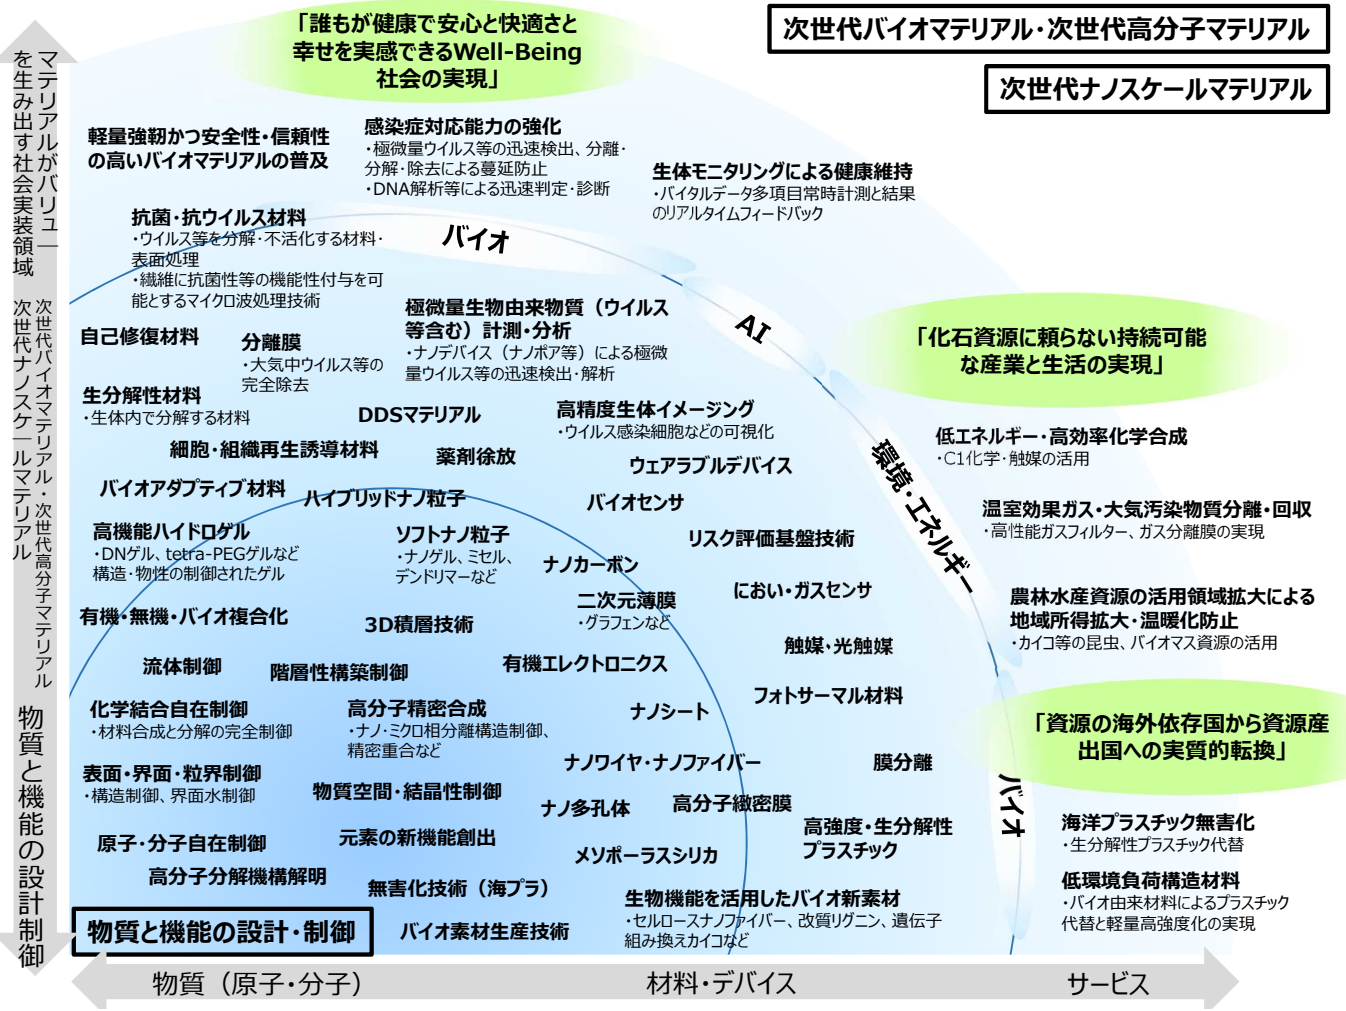 「誰もが健康で安心と快適さと
幸せを実感できるWell-Being
社会の実現」
次世代バイオマテリアル・次世代高分子マテリアル
次世代ナノスケールマテリアル
マテリアルがバリュー
を生み出す社会実装領域
軽量強靭かつ安全性・信頼性
の高いバイオマテリアルの普及
感染症対応能力の強化
・極微量ウイルス等の迅速検出、分離・
分解・除去による蔓延防止
・DNA解析等による迅速判定・診断
生体モニタリングによる健康維持
・バイタルデータ多項目常時計測と結果
のリアルタイムフィードバック
抗菌・抗ウイルス材料
・ウイルス等を分解・不活化する材料・
表面処理
・繊維に抗菌性等の機能性付与を可
能とするマイクロ波処理技術
バイオ
AI
環境・エネルギー
バイオ
次世代バイオマテリアル・次世代高分子マテリアル
次世代ナノスケールマテリアル
自己修復材料
分離膜
・大気中ウイルス等の
完全除去
極微量生物由来物質（ウイルス
等含む）計測・分析
・ナノデバイス（ナノポア等）による極微
量ウイルス等の迅速検出・解析
「化石資源に頼らない持続可能
な産業と生活の実現」
生分解性材料
・生体内で分解する材料
DDSマテリアル
高精度生体イメージング
・ウイルス感染細胞などの可視化
低エネルギー・高効率化学合成
・C1化学・触媒の活用
細胞・組織再生誘導材料
薬剤徐放
ウェアラブルデバイス
バイオアダプティブ材料
ハイブリッドナノ粒子
バイオセンサ
温室効果ガス・大気汚染物質分離・回収
・高性能ガスフィルター、ガス分離膜の実現
高機能ハイドロゲル
・DNゲル、tetra-PEGゲルなど
構造・物性の制御されたゲル
ソフトナノ粒子
・ナノゲル、ミセル、
デンドリマーなど
リスク評価基盤技術
ナノカーボン
におい・ガスセンサ
二次元薄膜
・グラフェンなど
農林水産資源の活用領域拡大による
地域所得拡大・温暖化防止
・カイコ等の昆虫、バイオマス資源の活用
有機・無機・バイオ複合化
3D積層技術
触媒・光触媒
流体制御
階層性構築制御
有機エレクトロニクス
フォトサーマル材料
物質と機能の設計制御
化学結合自在制御
・材料合成と分解の完全制御
高分子精密合成
・ナノ・ミクロ相分離構造制御、
精密重合など
ナノシート
「資源の海外依存国から資源産
出国への実質的転換」
表面・界面・粒界制御
・構造制御、界面水制御
物質空間・結晶性制御
ナノワイヤ・ナノファイバー
膜分離
ナノ多孔体
高分子緻密膜
原子・分子自在制御
元素の新機能創出
高強度・生分解性
プラスチック
海洋プラスチック無害化
・生分解性プラスチック代替
メソポーラスシリカ
高分子分解機構解明
無害化技術（海プラ）
生物機能を活用したバイオ新素材
・セルロースナノファイバー、改質リグニン、遺伝子
組み換えカイコなど
低環境負荷構造材料
・バイオ由来材料によるプラスチック
代替と軽量高強度化の実現
物質と機能の設計・制御
バイオ素材生産技術
物質（原子・分子）
材料・デバイス
サービス